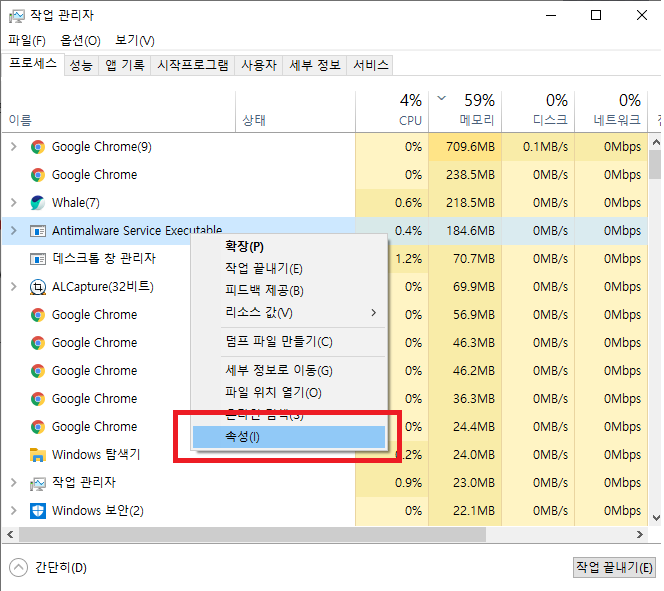 작업 관리자
파일(F) 옵션(O) 보기(V)
프로세스 성능 앱 기록 시작프로그램 사용자 세부 정보 서비스
4% 59% 0% 0%
이름 상태 CPU 메모리 디스크 네트워크
Google Chrome(9) 0% 709.6MB 0.1MB/s 0Mbps
Google Chrome 0% 238.5MB 0MB/s 0Mbps
Whale(7) 0.6% 218.5MB 0MB/s 0Mbps
Antimalware Service Executable 0.4% 184.6MB 0MB/s 0Mbps
데스크톱 창 관리자 1.2% 70.7MB 0MB/s 0Mbps
ALCapture(32비트) 0% 69.9MB 0MB/s 0Mbps
Google Chrome 0% 56.9MB 0MB/s 0Mbps
Google Chrome 0% 46.3MB 0MB/s 0Mbps
Google Chrome 0% 46.2MB 0MB/s 0Mbps
Google Chrome 0% 36.3MB 0MB/s 0Mbps
Google Chrome 0% 24.4MB 0MB/s 0Mbps
Windows 탐색기 24.0MB 0MB/s 0Mbps
작업 관리자 0.9% 23.0MB 0MB/s 0Mbps
Windows 보안(2) 0% 22.1MB 0MB/s 0Mbps
확장(P)
작업 끝내기(E)
피드백 제공(B)
리소스 값(V)
덤프 파일 만들기(C)
세부 정보로 이동(G)
파일 위치 열기(O)
온라인 검색(S)
속성(I)
간단히(D) 작업 끝내기(E)